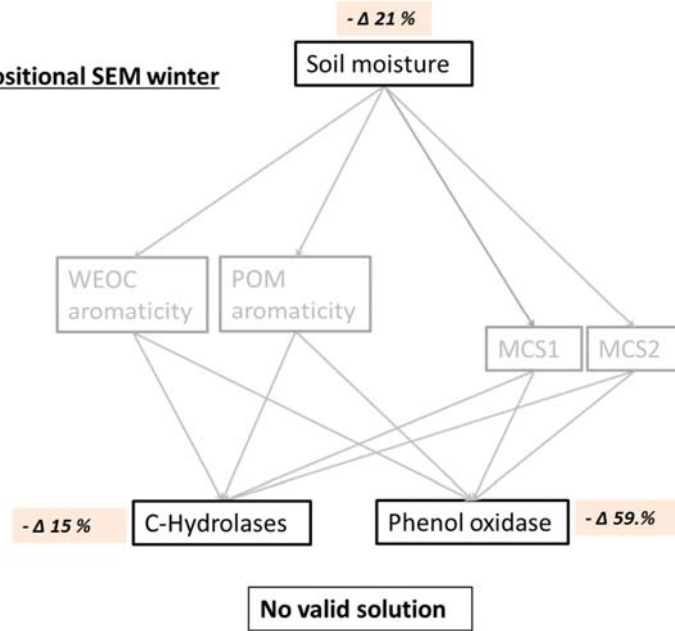 - Δ 21 %
Soil moisture
SEM winter
WEOC
aromaticity
POM
aromaticity
MCS1
MCS2
- Δ 15 %
C-Hydrolases
Phenol oxidase
- Δ 59.%
No valid solution